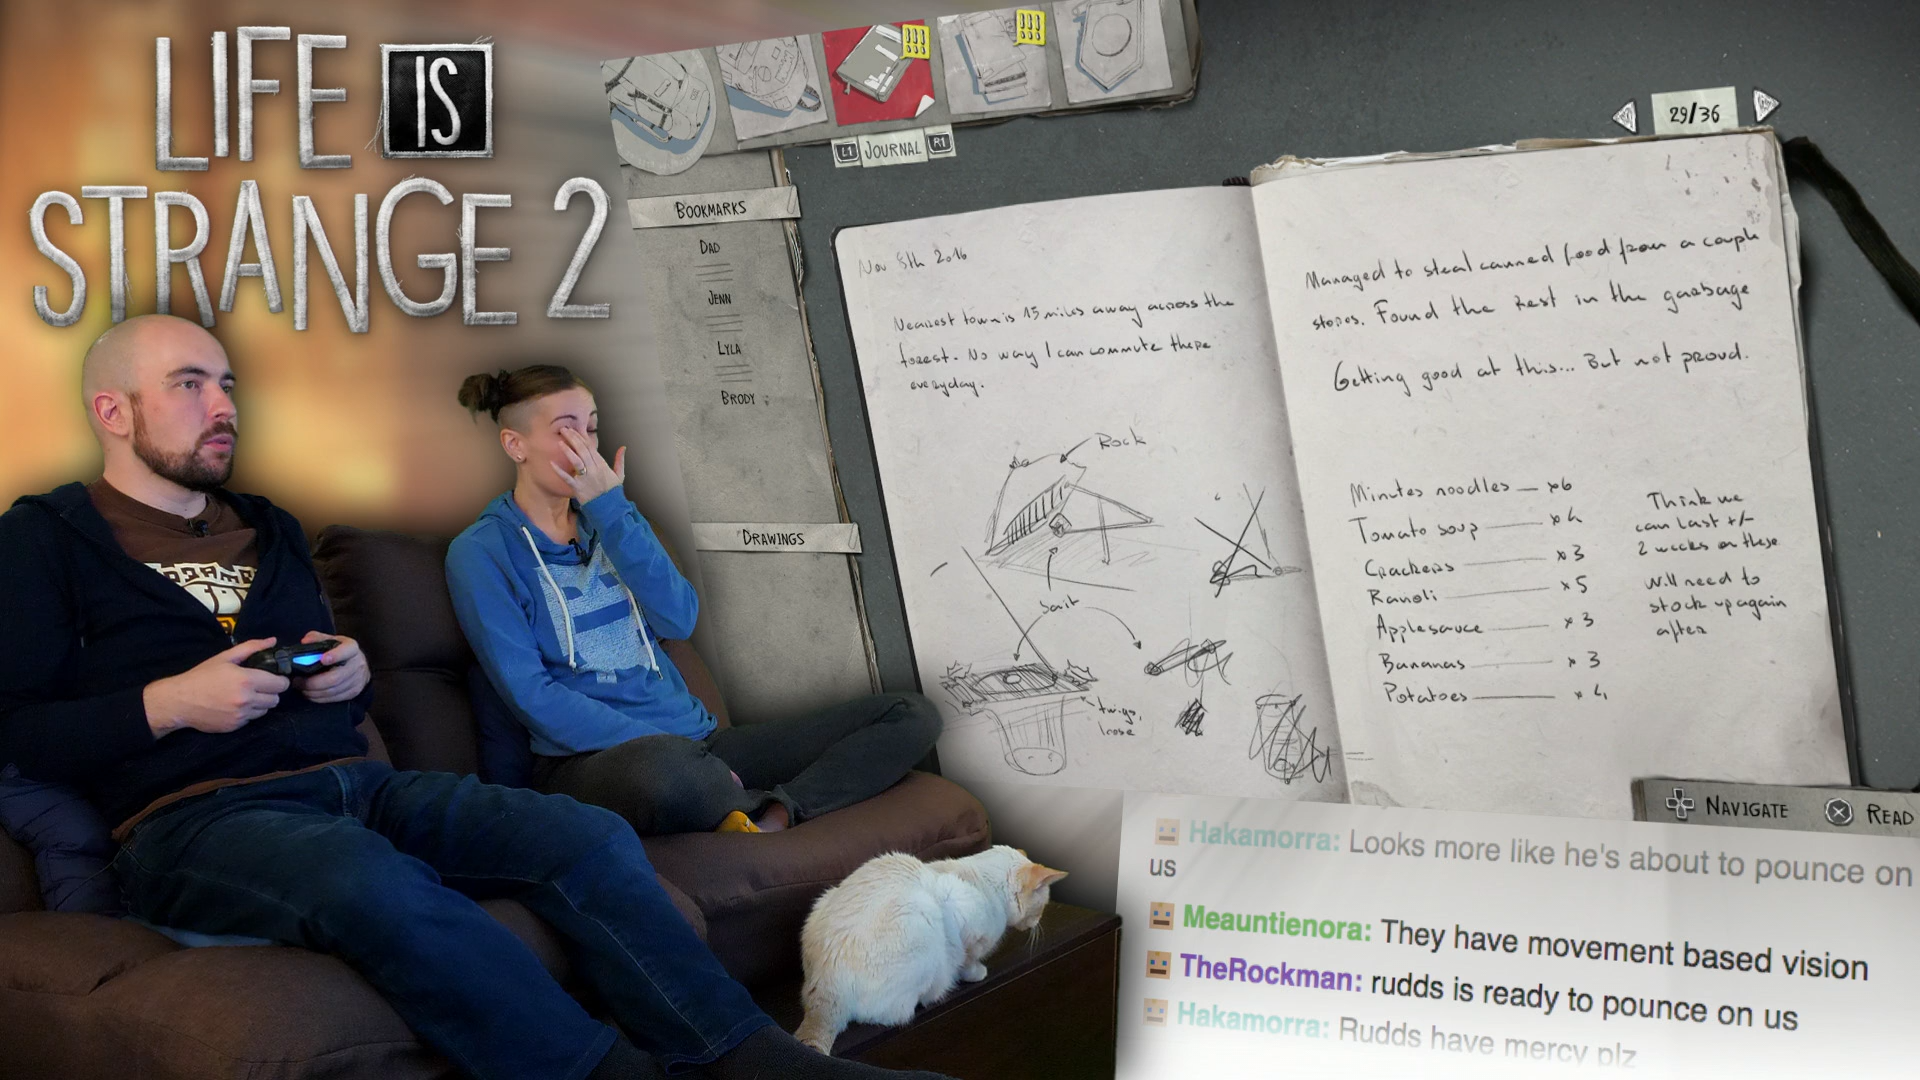 LIFE IS
STRANGE 2
L1 JOURNAL R1
29/36
BOOKMARKS
DAD
JENN
LYLA
BRODY
DRAWINGS
Nov 8th 2016
Nearest town is 15 miles away across the
forest. No way I can commute there
everyday.
Rock
bait
twigs,
loose
Managed to steal canned food from a couple
stores. Found the rest in the garbage
Getting good at this... But not proud.
Minutes noodles — x6
Tomato soup — x4
Crackers — x3
Ravioli — x5
Applesauce — x3
Bananas — x3
Potatoes — x4
Think we
can last +/-
2 weeks on these
Will need to
stock up again
after
NAVIGATE READ
Hakamorra: Looks more like he's about to pounce on
us
Meauntienora: They have movement based vision
TheRockman: rudds is ready to pounce on us
Hakamorra: Rudds have mercy plz